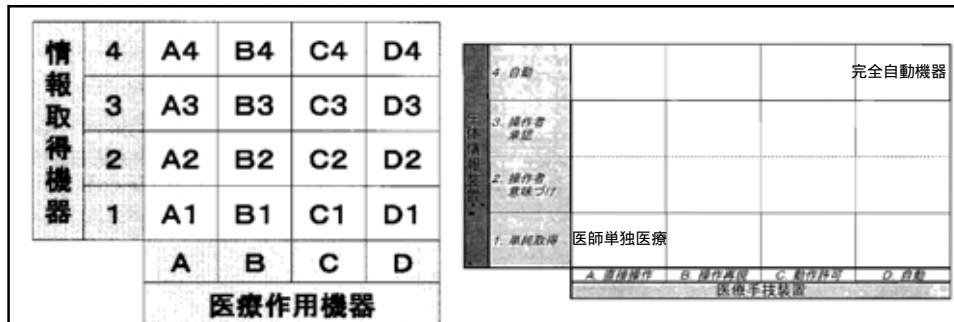 情報取得機器
4 A4 B4 C4 D4
3 A3 B3 C3 D3
2 A2 B2 C2 D2
1 A1 B1 C1 D1
A B C D
医療作用機器
4. 自動
完全自動機器
3. 操作者
承認
2. 操作者
意味づけ
1. 単純取得
医師単独医療
A. 直接操作 B. 操作再現 C. 動作許可 D. 自動
医療手技装置